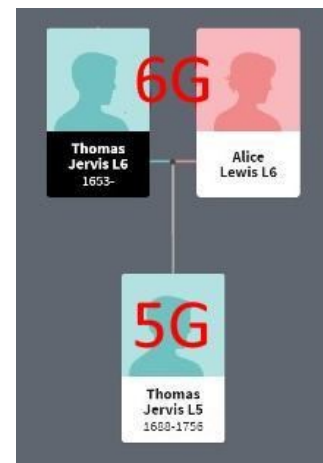 6G
Thomas
Jervis L6
1653-
Alice
Lewis L6
5G
Thomas
Jervis L5
1688-1756